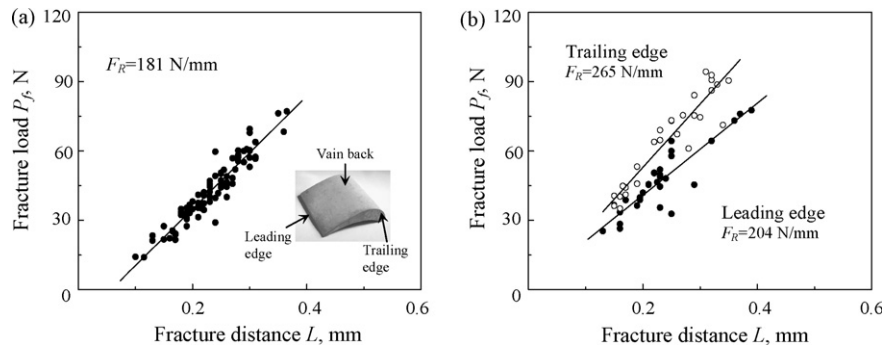 (a)
120
90
60
30
0
Fracture load Pf, N
FR=181 N/mm
Vain back
Leading
edge
Trailing
edge
0.2
0.4
0.6
Fracture distance L, mm
(b)
120
90
60
30
0
Fracture load Pf, N
Trailing edge
FR=265 N/mm
Leading edge
FR=204 N/mm
0.2
0.4
0.6
Fracture distance L, mm